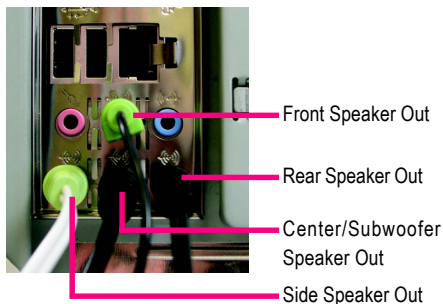 Front Speaker Out
Rear Speaker Out
Center/Subwoofer
Speaker Out
Side Speaker Out